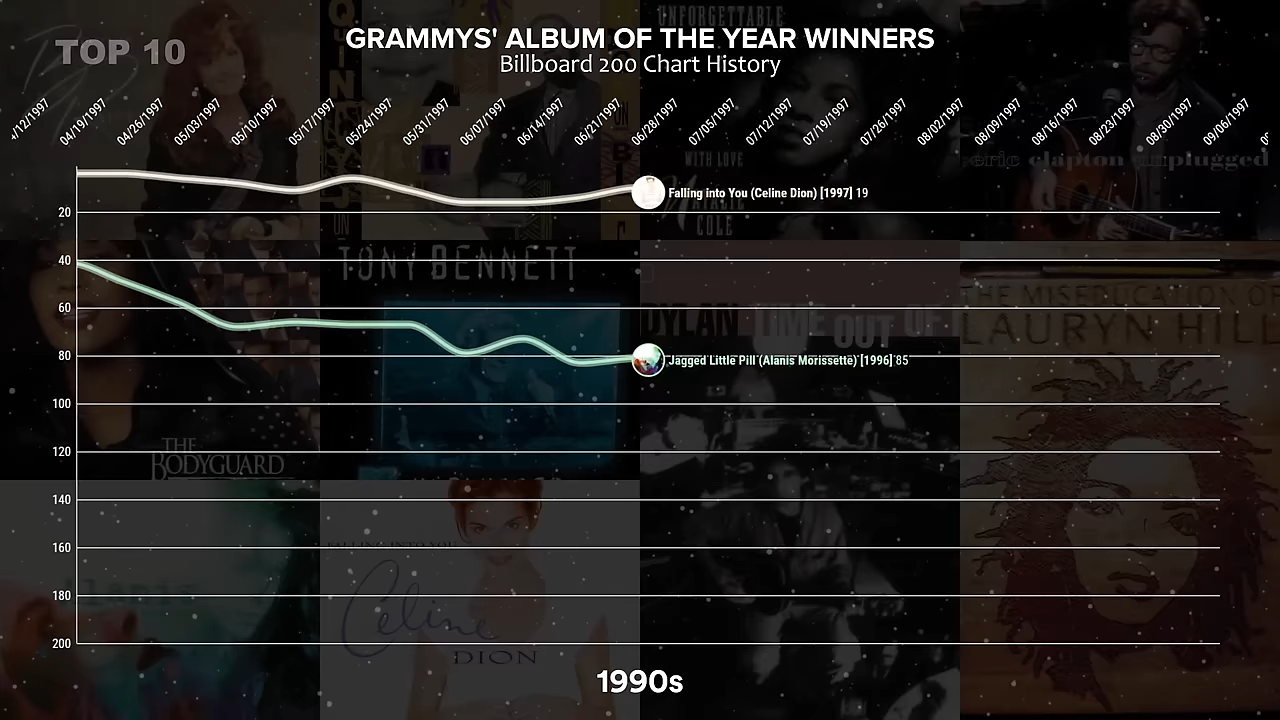 TOP 10
GRAMMYS' ALBUM OF THE YEAR WINNERS
Billboard 200 Chart History
/12/1997
04/19/1997
04/26/1997
05/03/1997
05/10/1997
05/17/1997
05/24/1997
05/31/1997
06/07/1997
06/14/1997
06/21/1997
06/28/1997
07/05/1997
07/12/1997
07/19/1997
07/26/1997
08/02/1997
08/09/1997
08/16/1997
08/23/1997
08/30/1997
09/06/1997
UNFORGETTABLE
WITH LOVE
NATALIE
COLE
eric clapton unplugged
Falling into You (Celine Dion) [1997] 19
20
40
60
80
100
120
140
160
180
200
TONY BENNETT
DYLAN TIME OUT OF
THE MISEDUCATION OF
LAURYN HILL
Jagged Little Pill (Alanis Morissette) [1996] 85
THE
BODYGUARD
FALLING INTO YOU
Celine
DION
1990s